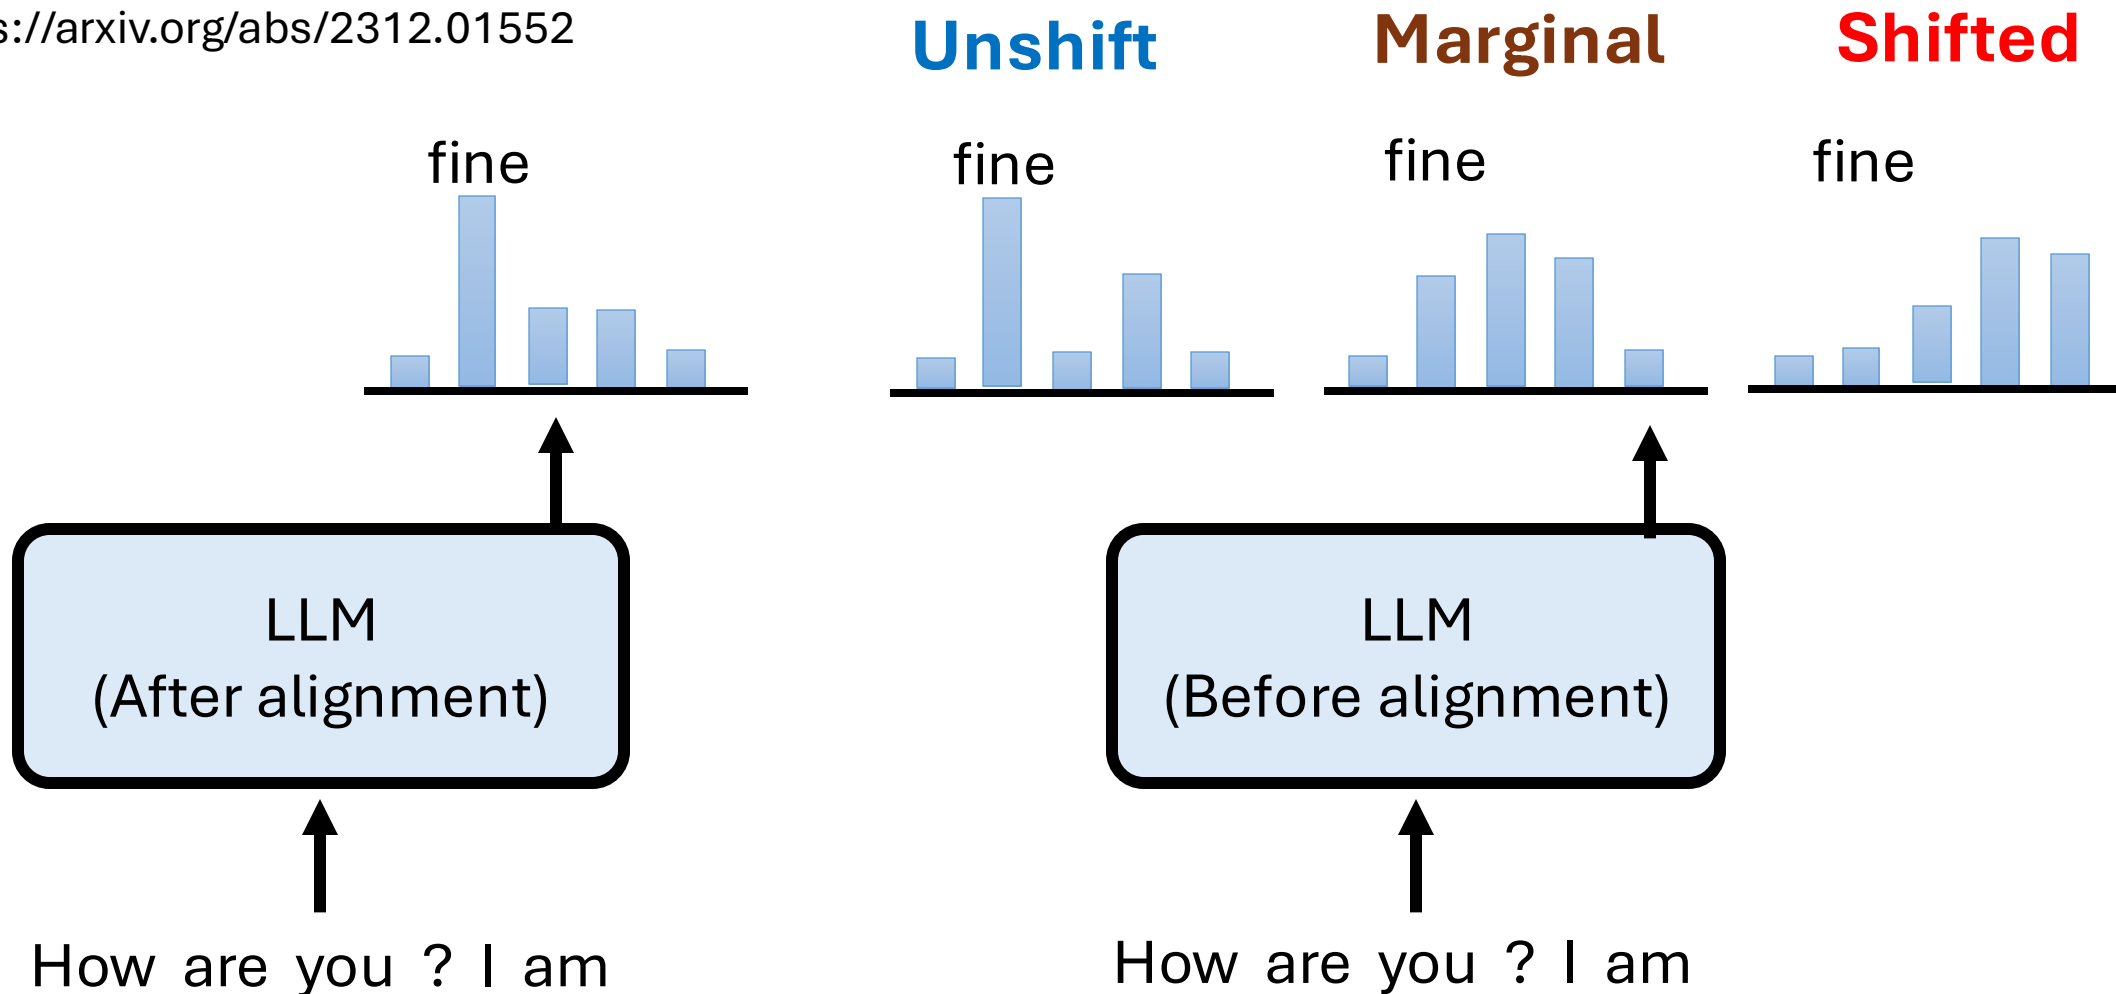 s://arxiv.org/abs/2312.01552
Unshift Marginal Shifted
fine fine fine fine
LLM
(After alignment)
LLM
(Before alignment)
How are you ? I am
How are you ? I am